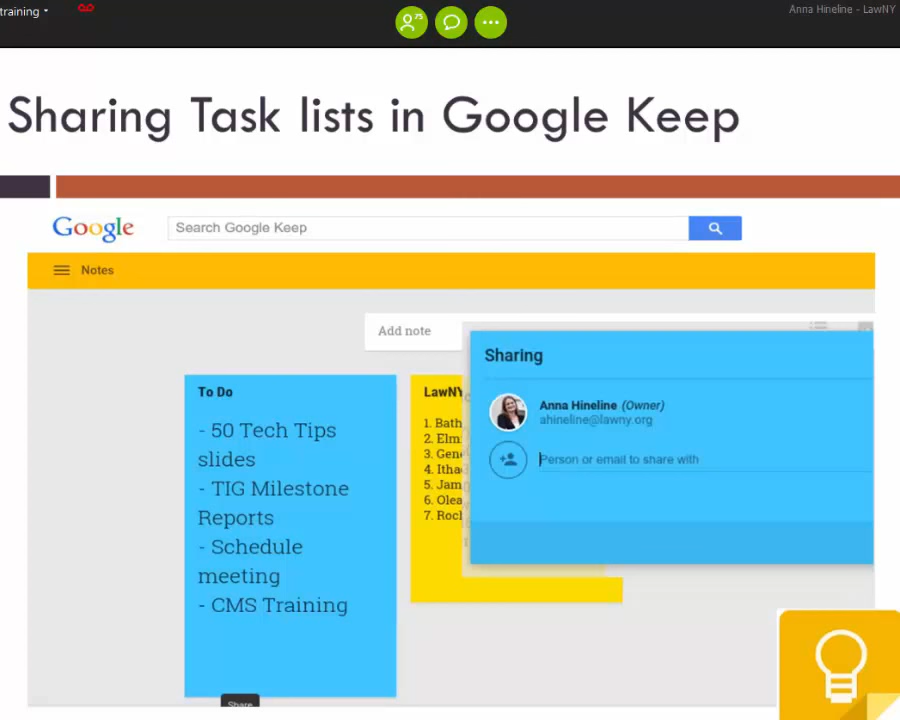 training
75
Anna Hineline - LawNY
Sharing Task lists in Google Keep
Google
Search Google Keep
Notes
Add note
To Do
- 50 Tech Tips
slides
- TIG Milestone
Reports
- Schedule
meeting
- CMS Training
LawNY
1. Bath
2. Elm
3. Gen
4. Itha
5. Jam
6. Olea
7. Roch
Sharing
Anna Hineline (Owner)
ahineline@lawny.org
Person or email to share with
Share